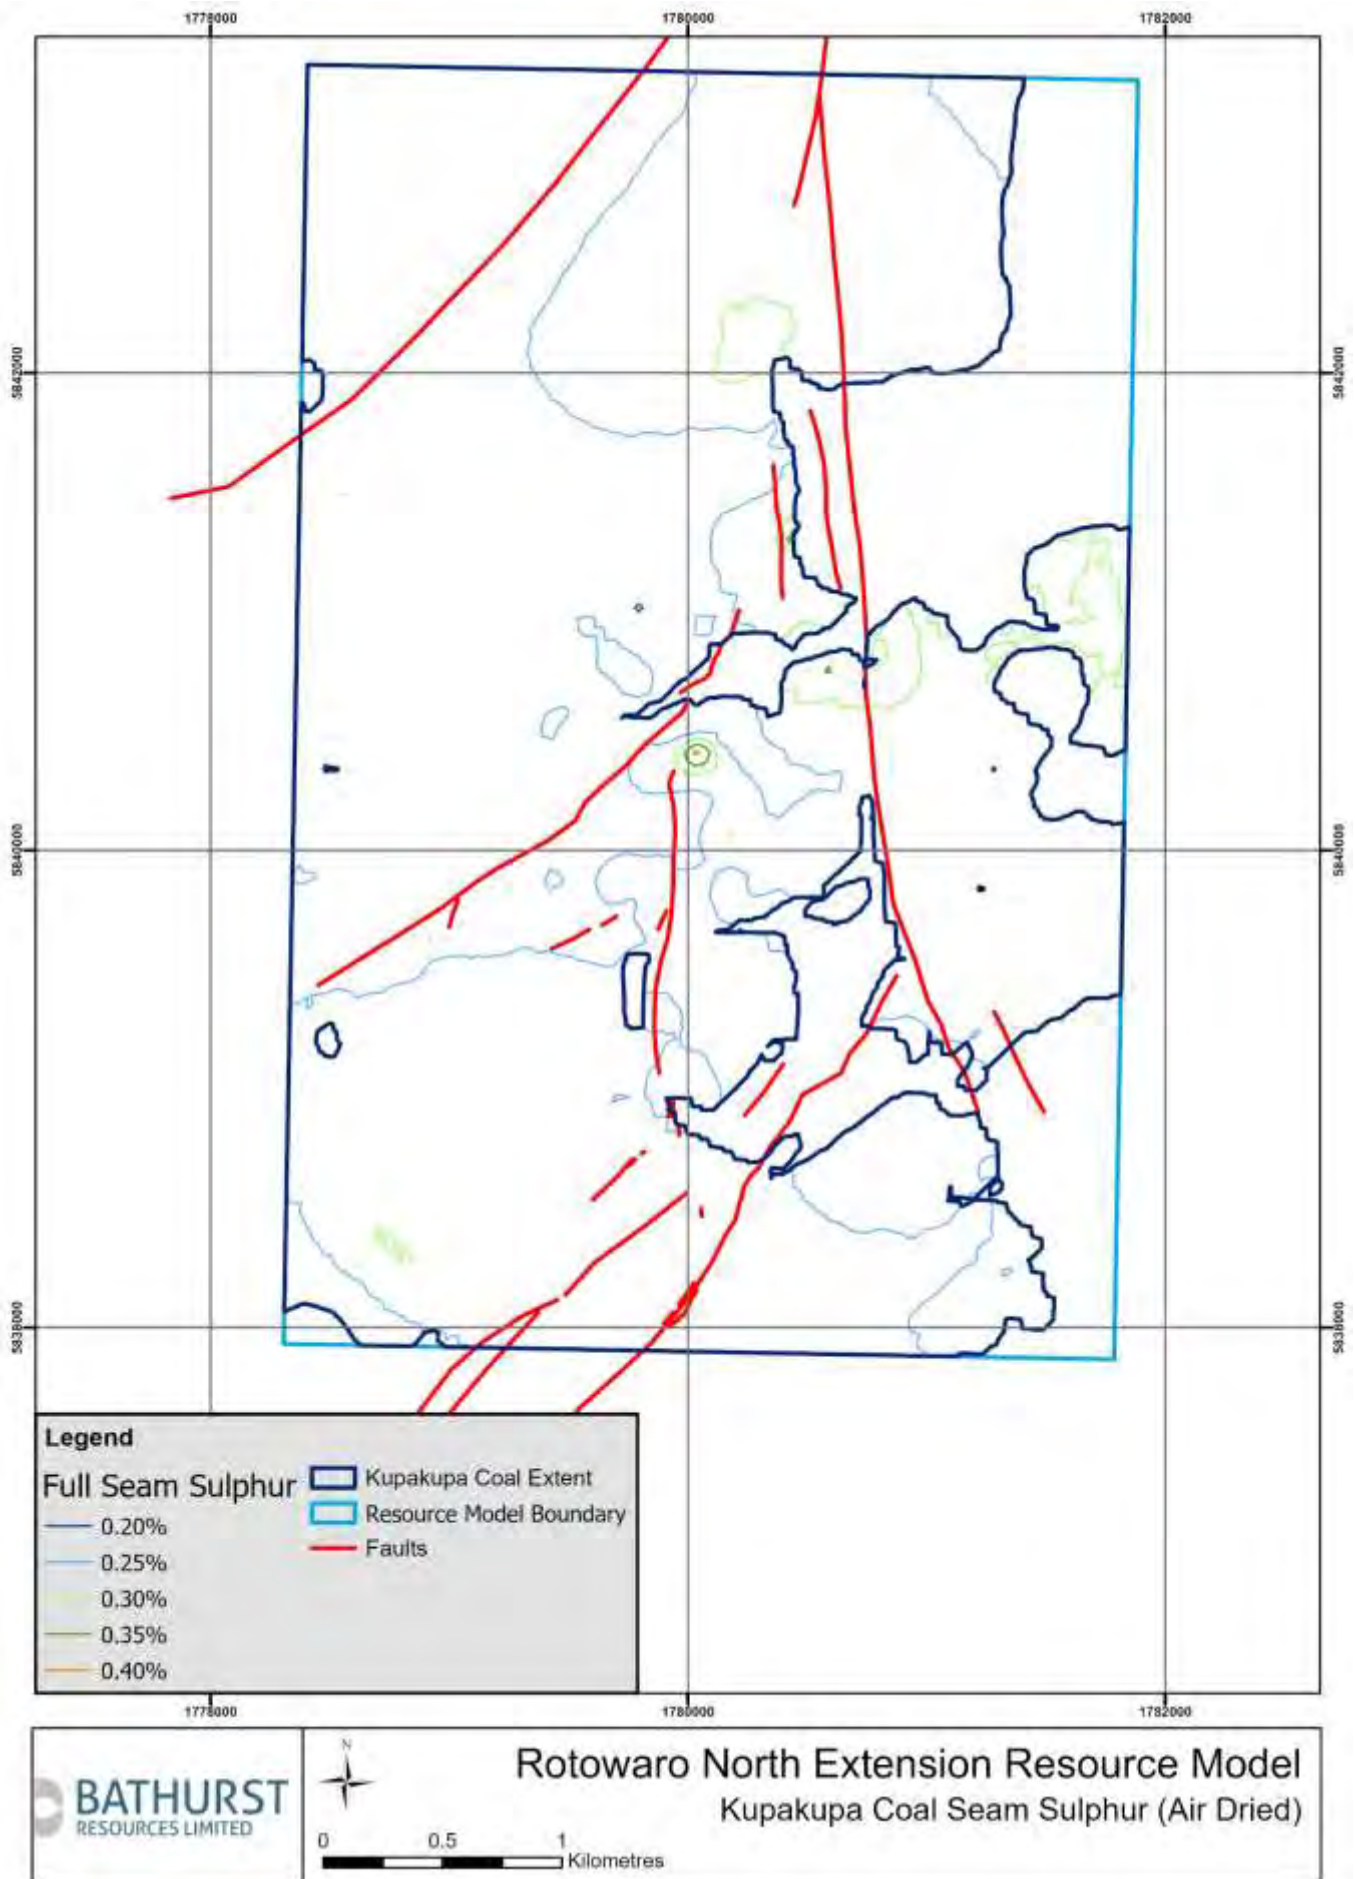 1778000 1780000 1782000
5842000 5842000
5840000 5840000
5838000 5838000
Legend
Full Seam Sulphur
0.20%
0.25%
0.30%
0.35%
0.40%
Kupakupa Coal Extent
Resource Model Boundary
Faults
1778000 1780000 1782000
BATHURST
RESOURCES LIMITED
N
0 0.5 1
Kilometres
Rotowaro North Extension Resource Model
Kupakupa Coal Seam Sulphur (Air Dried)